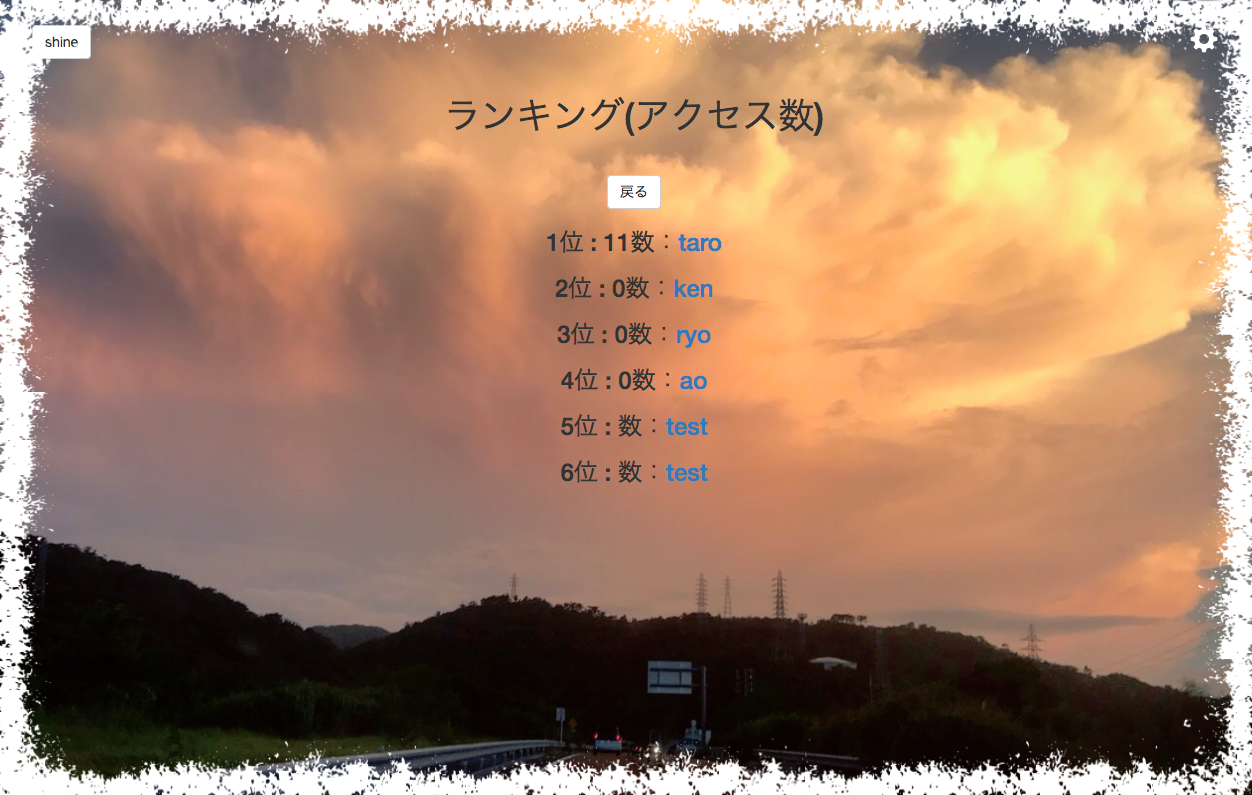 shine
ランキング(アクセス数)
戻る
1位 : 11数：taro
2位 : 0数：ken
3位 : 0数：ryo
4位 : 0数：ao
5位 : 数：test
6位 : 数：test